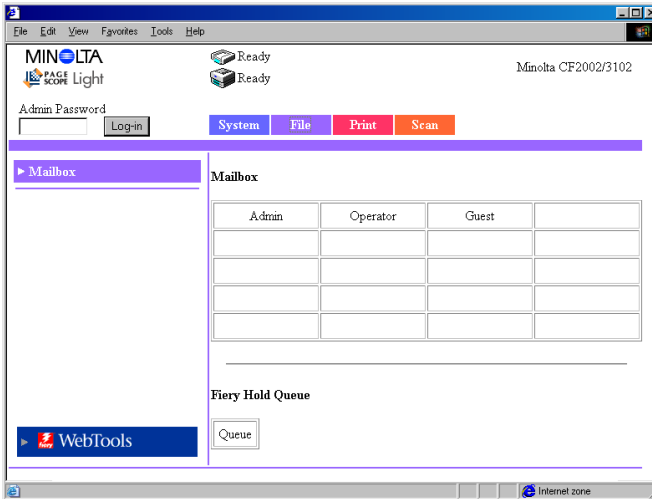 File Edit View Favorites Tools Help
MINOLTA
PAGE SCOPE Light
Ready
Ready
Minolta CF2002/3102
Admin Password
Log-in
System File Print Scan
Mailbox
Mailbox
Admin Operator Guest
Fiery Hold Queue
Queue
fiery WebTools
Internet zone